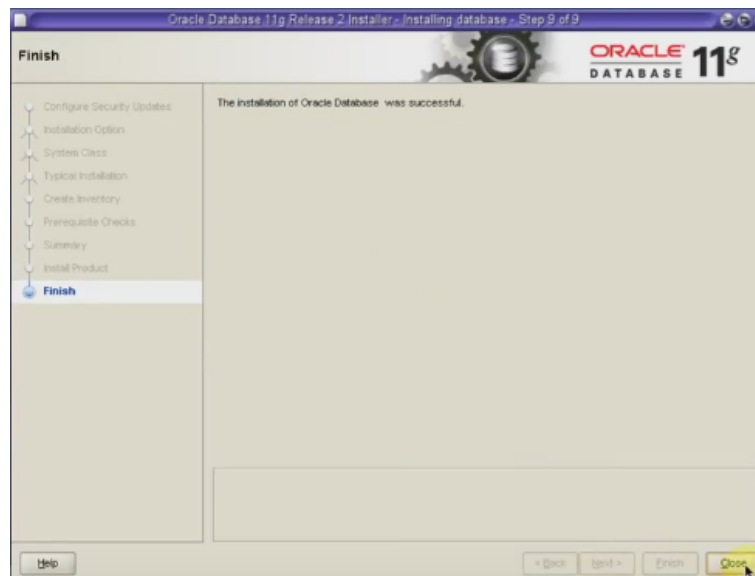 Oracle Database 11g Release 2 Installer - Installing database - Step 9 of 9
Finish
ORACLE
DATABASE
11g
Configure Security Updates
Installation Option
System Class
Typical Installation
Create Inventory
Prerequisite Checks
Summary
Install Product
Finish
The installation of Oracle Database was successful.
Help
< Back
Next >
Finish
Close